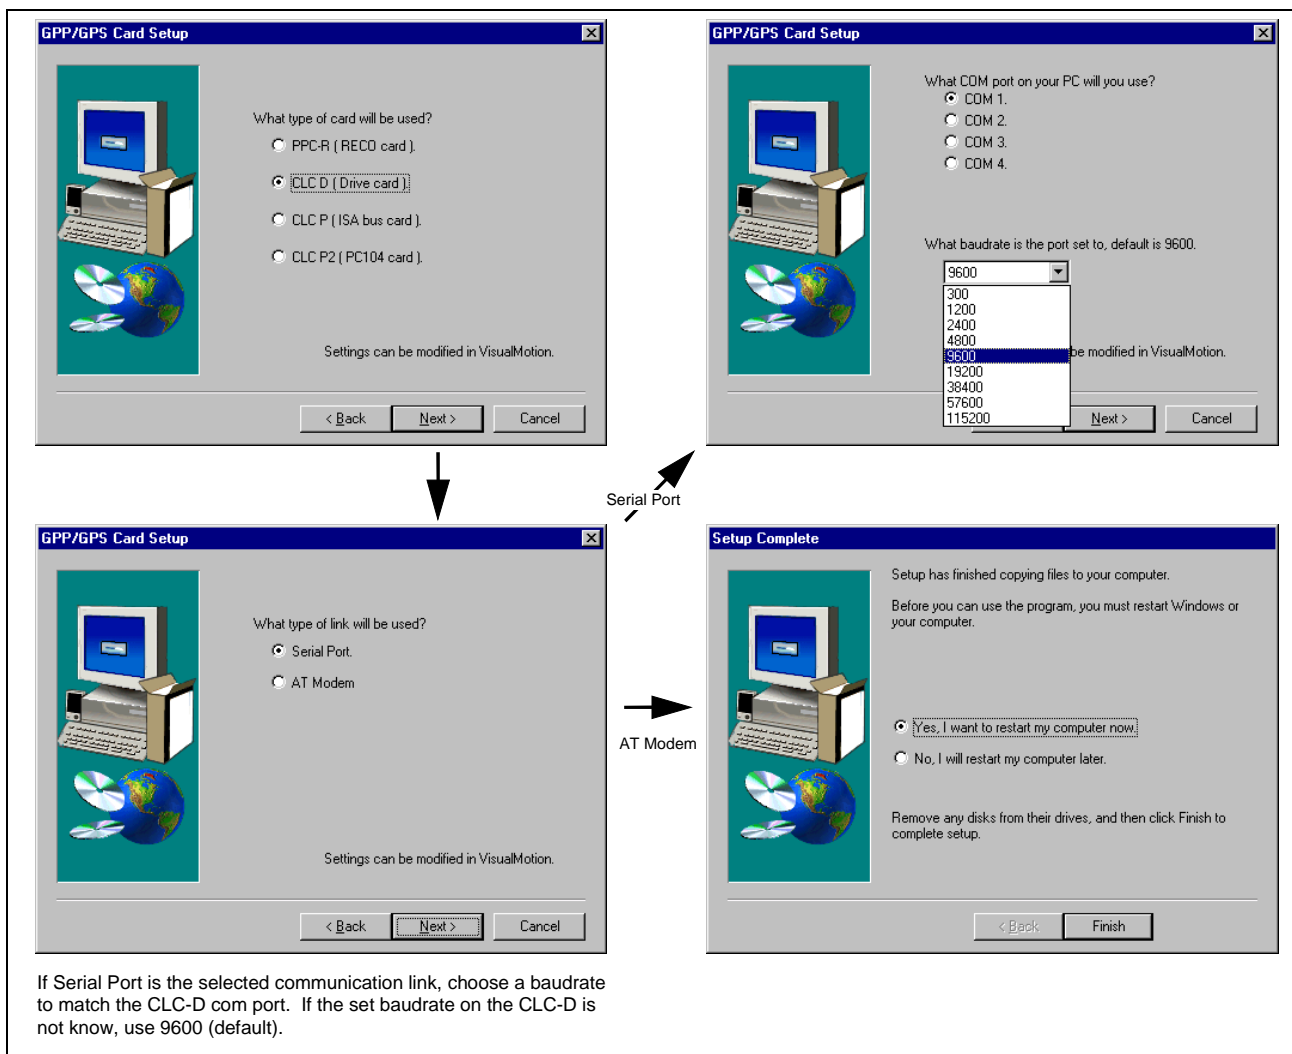 GPP/GPS Card Setup
What type of card will be used?
PPC-R ( RECO card ).
CLC D ( Drive card ).
CLC P ( ISA bus card ).
CLC P2 ( PC104 card ).
Settings can be modified in VisualMotion.
< Back
Next >
Cancel
GPP/GPS Card Setup
What COM port on your PC will you use?
COM 1.
COM 2.
COM 3.
COM 4.
What baudrate is the port set to, default is 9600.
9600
300
1200
2400
4800
9600
19200
38400
57600
115200
be modified in VisualMotion.
Next >
Cancel
Serial Port
GPP/GPS Card Setup
What type of link will be used?
Serial Port.
AT Modem
Settings can be modified in VisualMotion.
< Back
Next >
Cancel
AT Modem
Setup Complete
Setup has finished copying files to your computer.
Before you can use the program, you must restart Windows or
your computer.
Yes, I want to restart my computer now.
No, I will restart my computer later.
Remove any disks from their drives, and then click Finish to
complete setup.
< Back
Finish
If Serial Port is the selected communication link, choose a baudrate
to match the CLC-D com port.  If the set baudrate on the CLC-D is
not know, use 9600 (default).